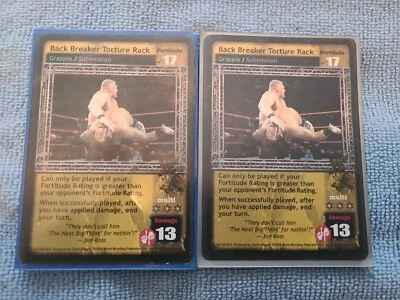 Back Breaker Torture Rack
Fortitude
17
Grapple / Submission
Can only be played if your
Fortitude Rating is greater than
your opponent's Fortitude Rating.
When successfully played, after
you have applied damage, end
your turn.
multi
"They don't call him
'The Next Big Thing' for nothin'!"
– Jim Ross
Damage
13
Back Breaker Torture Rack
Fortitude
17
Grapple / Submission
Can only be played if your
Fortitude Rating is greater than
your opponent's Fortitude Rating.
When successfully played, after
you have applied damage, end
your turn.
multi
"They don't call him
'The Next Big Thing' for nothin'!"
– Jim Ross
Damage
13